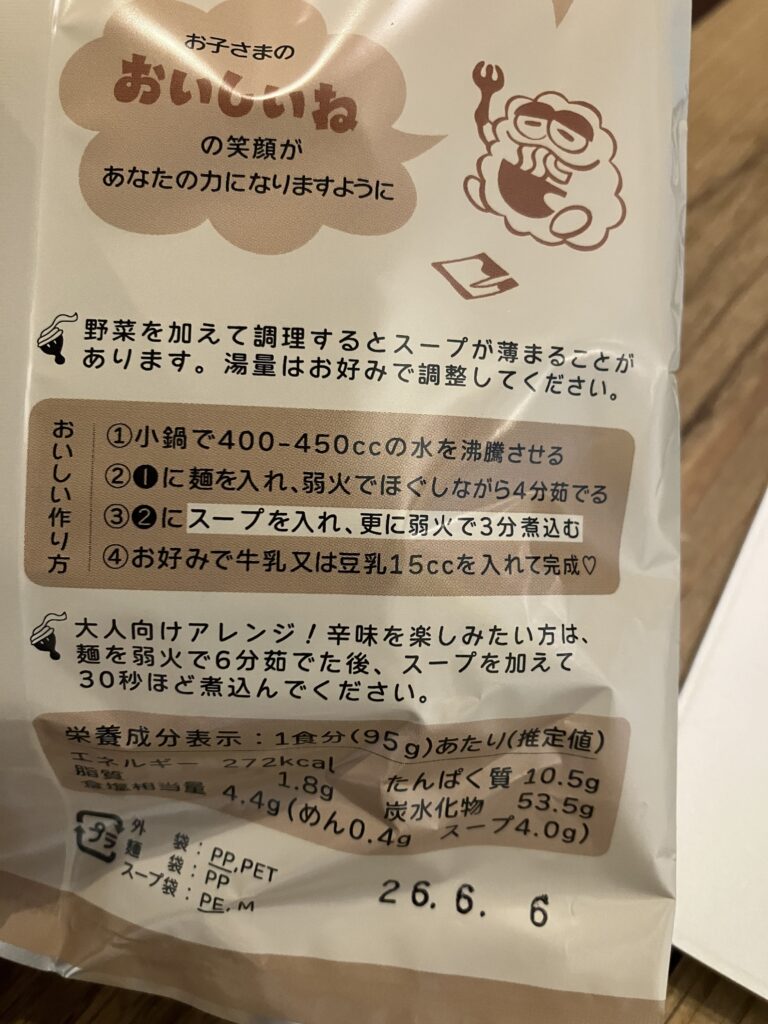 お子さまの
おいしいね
の笑顔が
あなたの力になりますように
野菜を加えて調理するとスープが薄まることが
あります。湯量はお好みで調整してください。
おいしい作り方
①小鍋で400-450ccの水を沸騰させる
②❶に麺を入れ、弱火でほぐしながら4分茹でる
③❷にスープを入れ、更に弱火で3分煮込む
④お好みで牛乳又は豆乳15ccを入れて完成♡
大人向けアレンジ！辛味を楽しみたい方は、
麺を弱火で6分茹でた後、スープを加えて
30秒ほど煮込んでください。
栄養成分表示：1食分(95g)あたり(推定値)
エネルギー 272kcal たんぱく質 10.5g
脂質 1.8g 炭水化物 53.5g
食塩相当量 4.4g(めん0.4g スープ4.0g)
プラ
外袋：PP,PET
麺袋：PP
スープ袋：PE,M
26.6.6